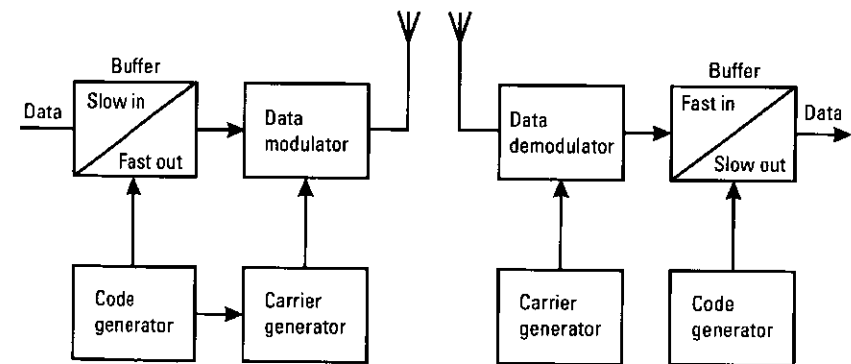 Buffer
Data
Slow in
Fast out
Data
modulator
Code
generator
Carrier
generator
Data
demodulator
Buffer
Fast in
Slow out
Data
Carrier
generator
Code
generator